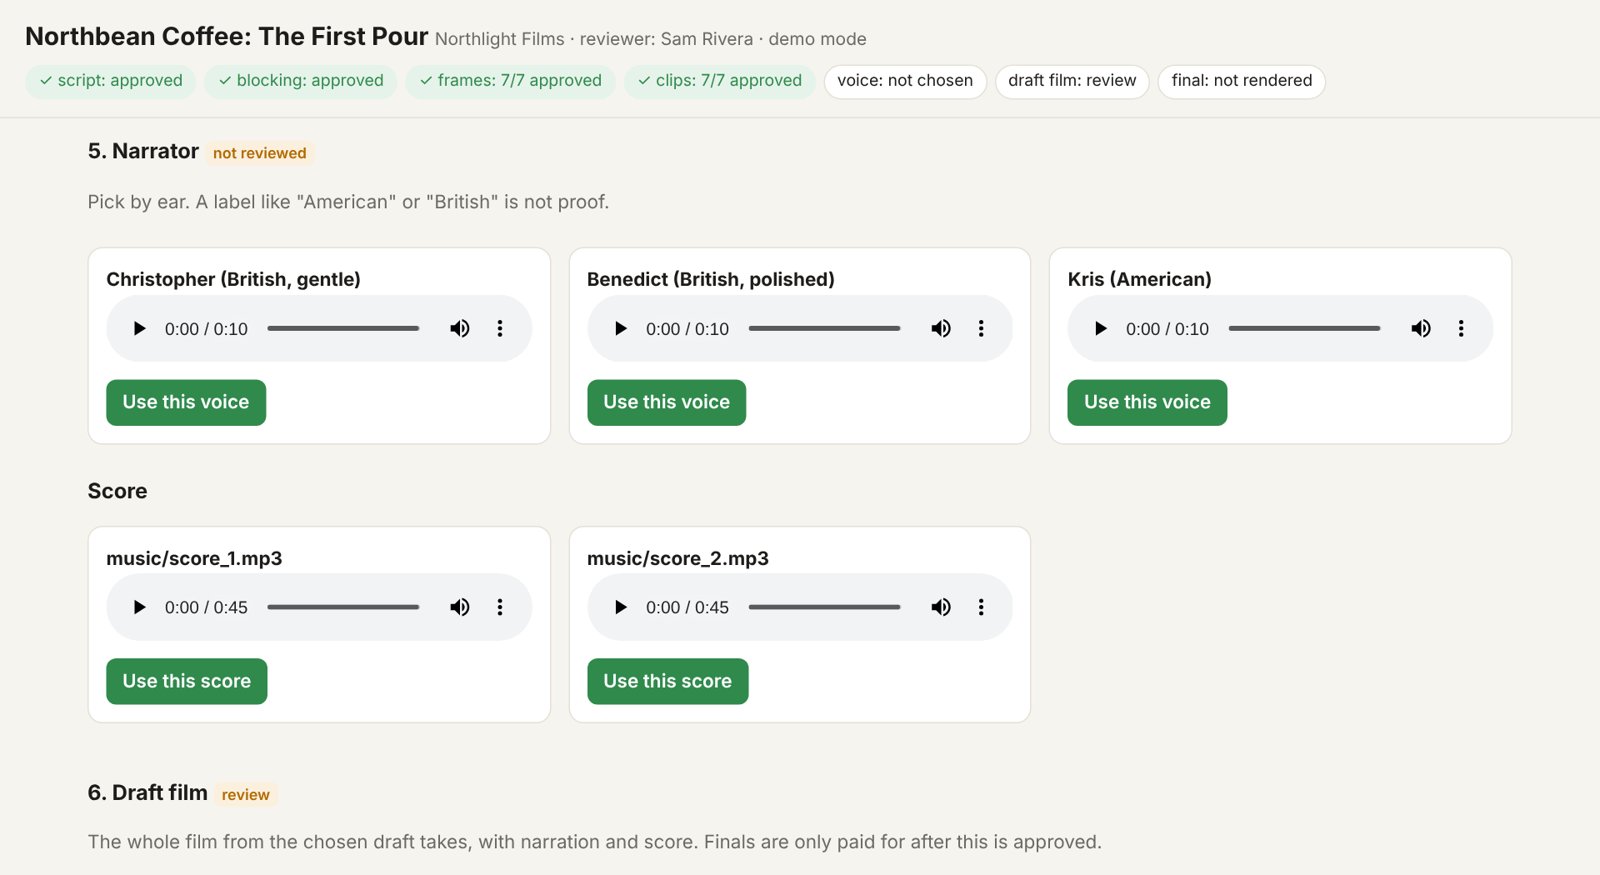 Northbean Coffee: The First Pour Northlight Films · reviewer: Sam Rivera · demo mode
✓ script: approved ✓ blocking: approved ✓ frames: 7/7 approved ✓ clips: 7/7 approved voice: not chosen draft film: review final: not rendered
5. Narrator not reviewed
Pick by ear. A label like "American" or "British" is not proof.
Christopher (British, gentle) Benedict (British, polished) Kris (American)
0:00 / 0:10 0:00 / 0:10 0:00 / 0:10
Use this voice Use this voice Use this voice
Score
music/score_1.mp3 music/score_2.mp3
0:00 / 0:45 0:00 / 0:45
Use this score Use this score
6. Draft film review
The whole film from the chosen draft takes, with narration and score. Finals are only paid for after this is approved.